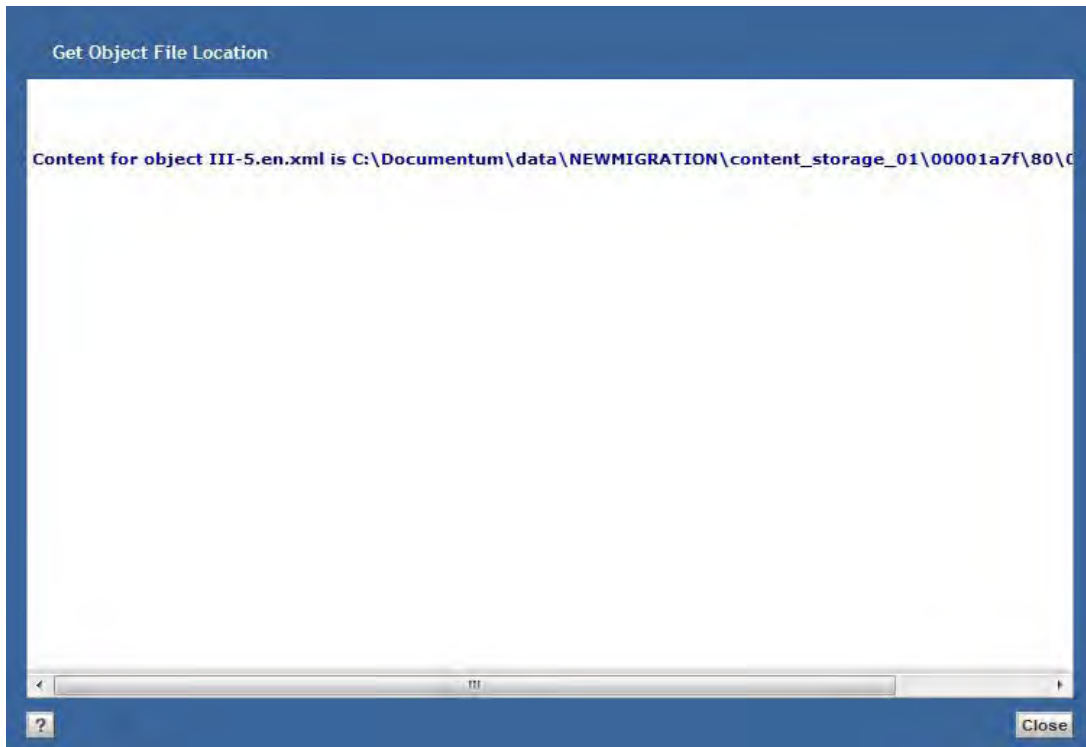 Get Object File Location
Content for object III-5.en.xml is C:\Documentum\data\NEWMIGRATION\content_storage_01\00001a7f\80\
?
Close